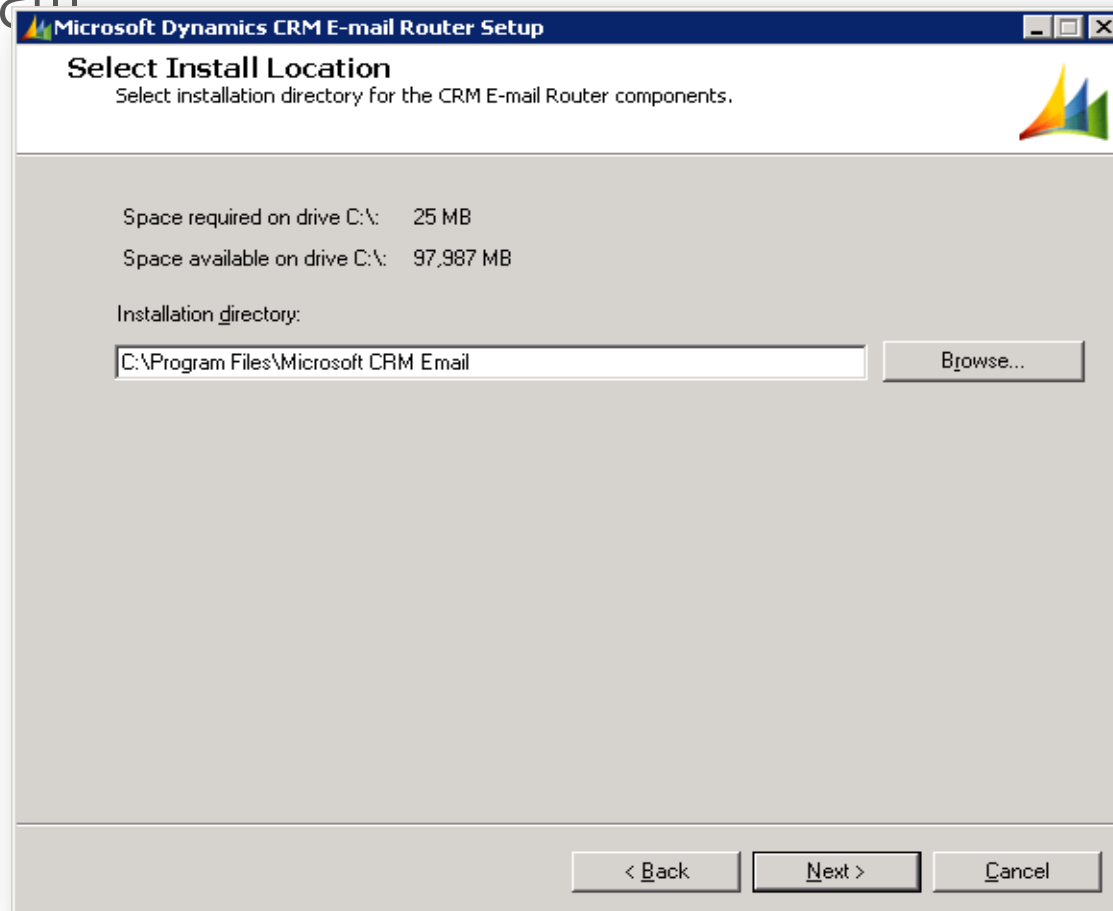 Microsoft Dynamics CRM E-mail Router Setup
Select Install Location
Select installation directory for the CRM E-mail Router components.
Space required on drive C:\: 25 MB
Space available on drive C:\: 97,987 MB
Installation directory:
C:\Program Files\Microsoft CRM Email
Browse...
< Back Next > Cancel